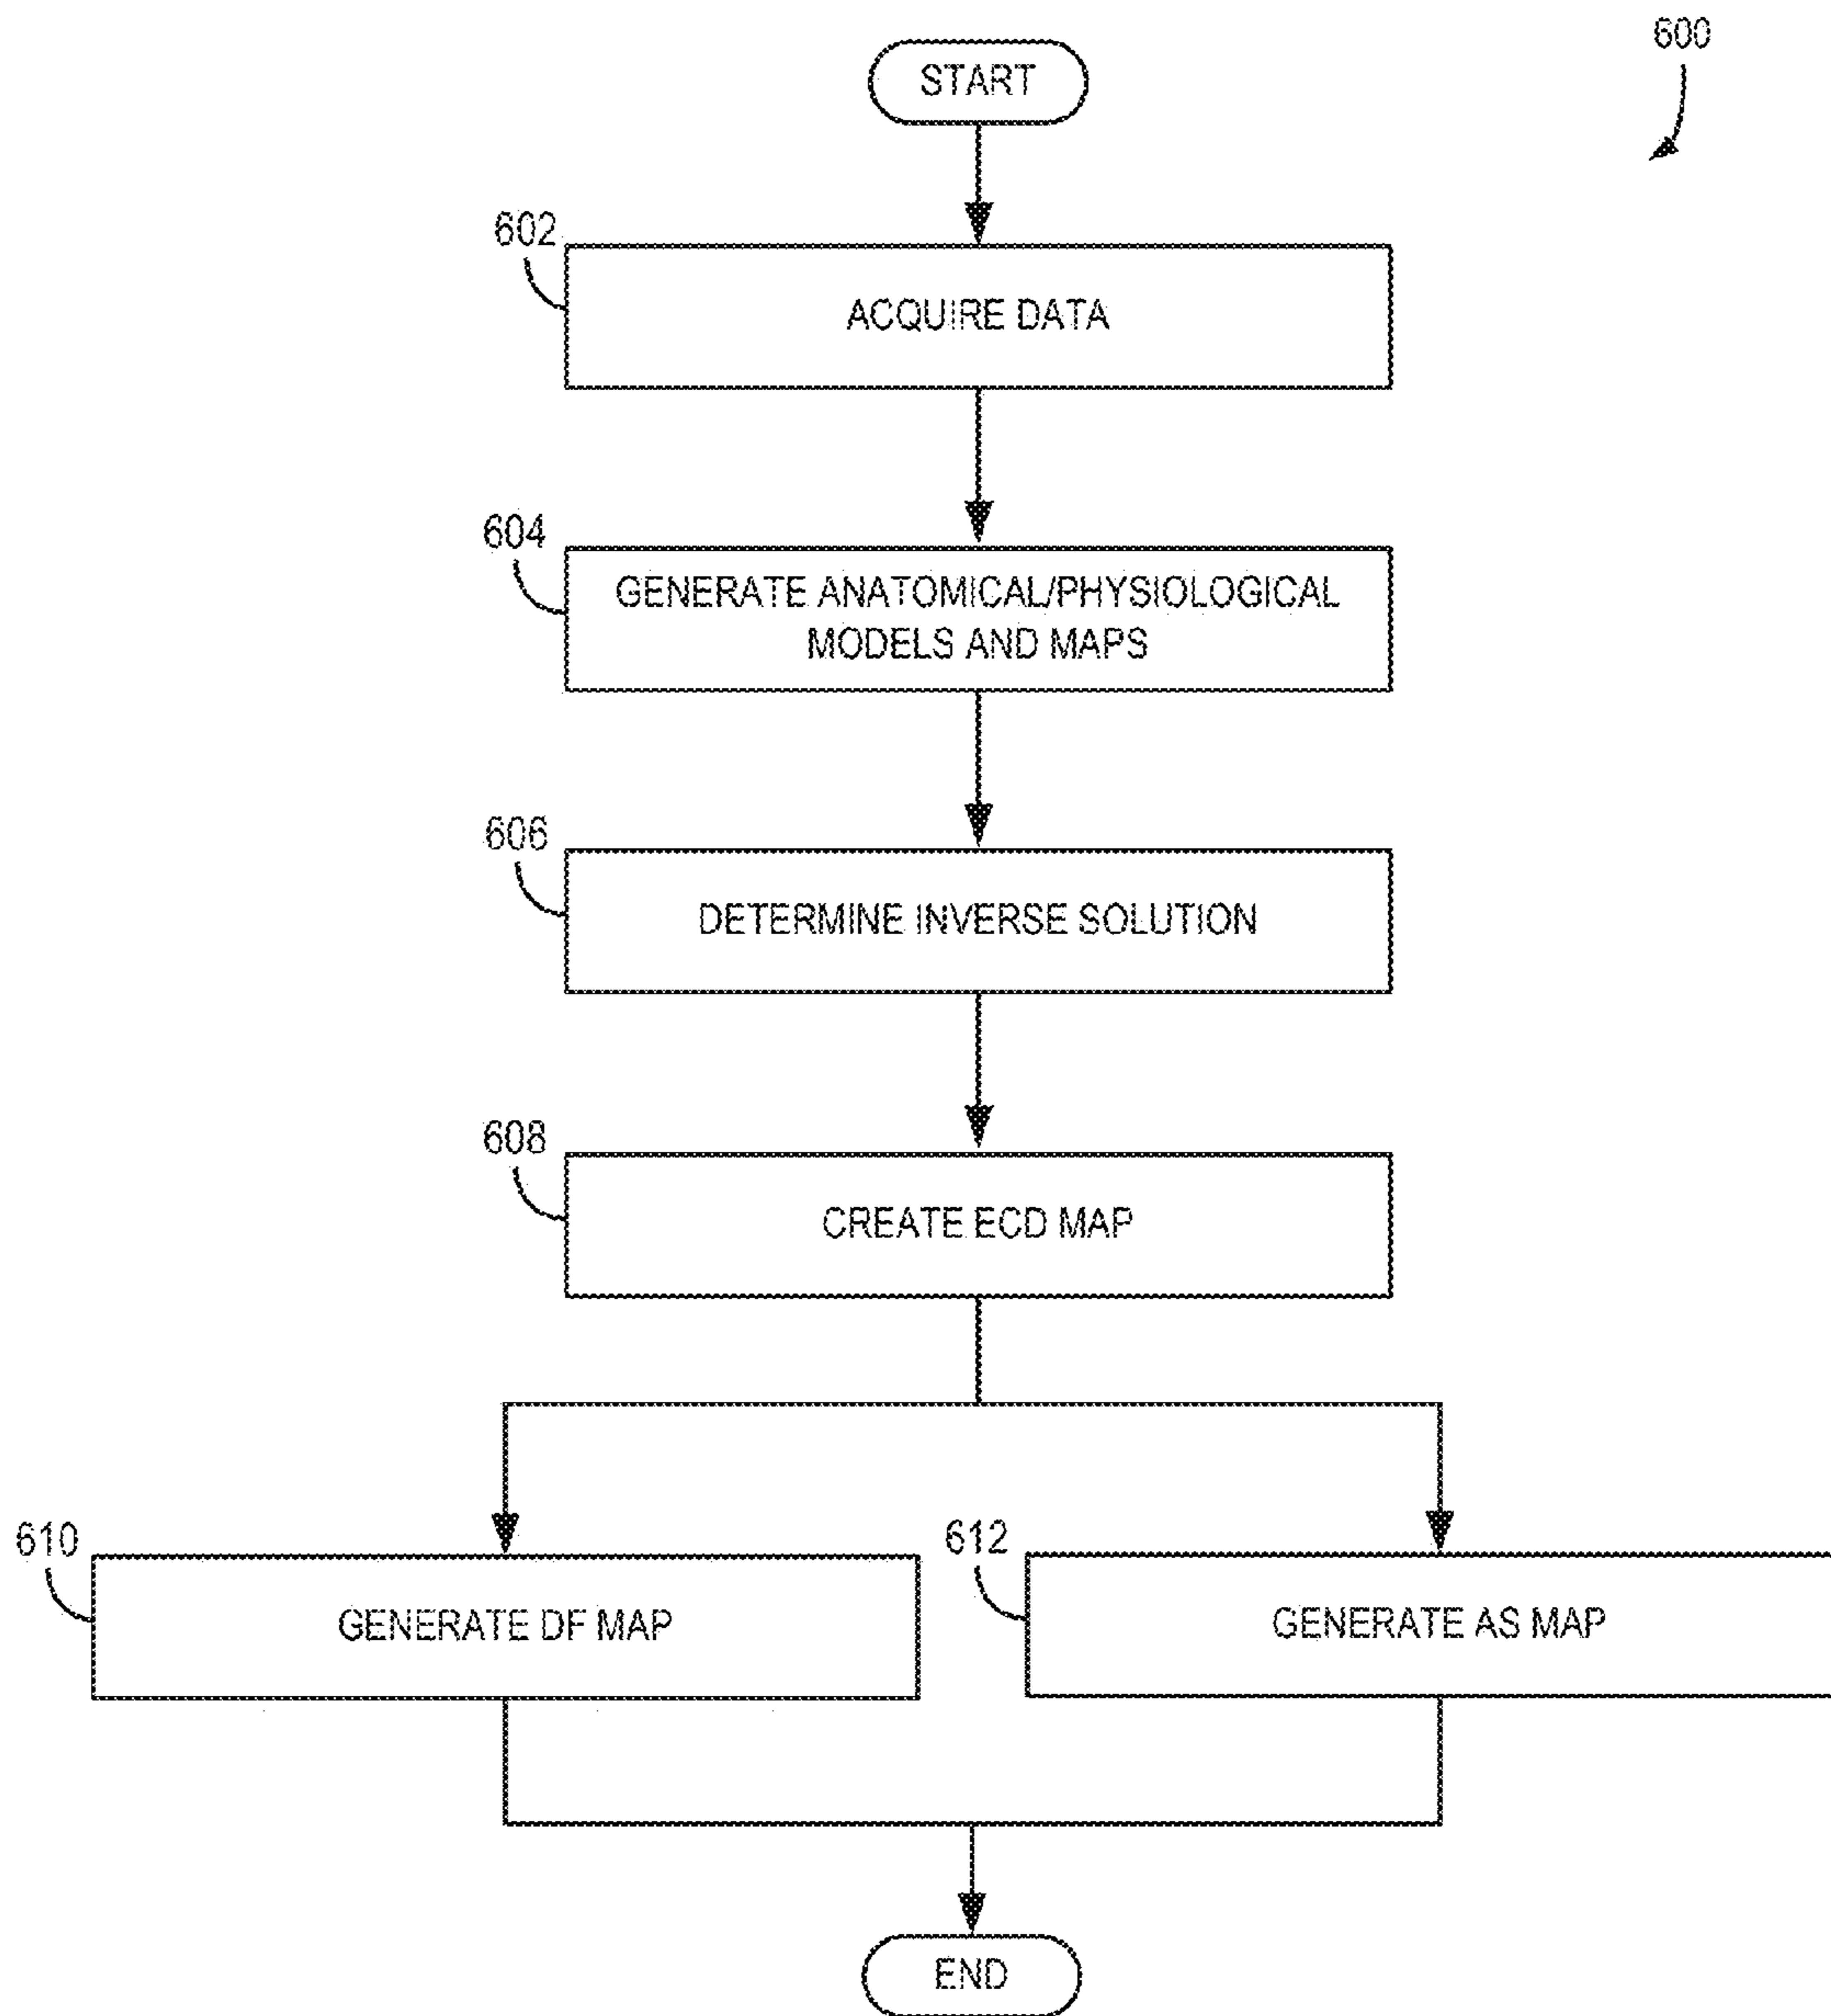 600
START
602
ACQUIRE DATA
604
GENERATE ANATOMICAL/PHYSIOLOGICAL
MODELS AND MAPS
606
DETERMINE INVERSE SOLUTION
608
CREATE ECD MAP
610
GENERATE DF MAP
612
GENERATE AS MAP
END